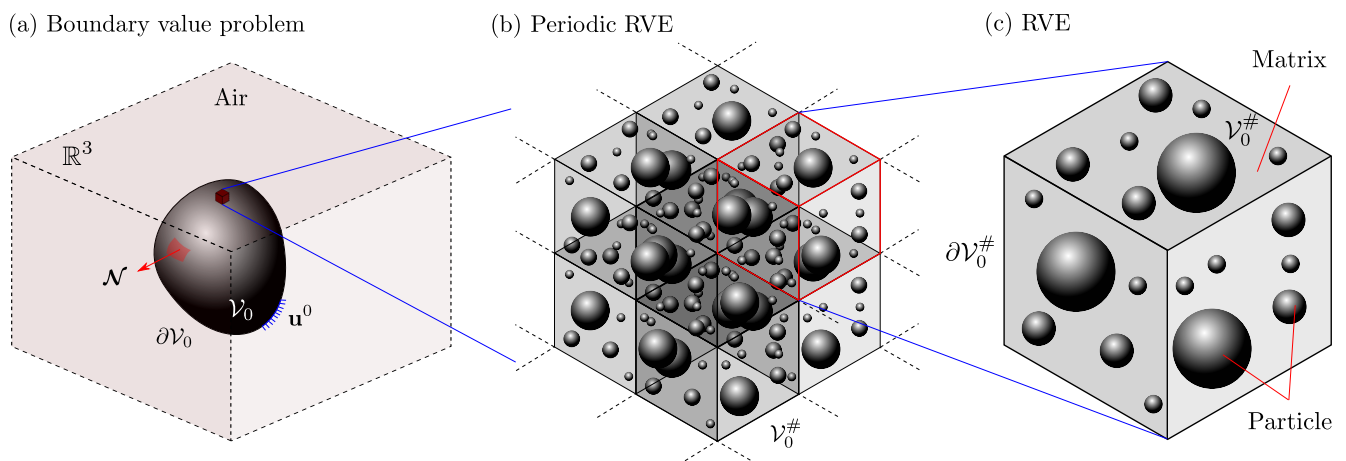 (a) Boundary value problem
Air
ℝ³
𝓝
𝒱₀
∂𝒱₀
𝐮⁰
(b) Periodic RVE
𝒱₀^#
(c) RVE
Matrix
𝒱₀^#
∂𝒱₀^#
Particle